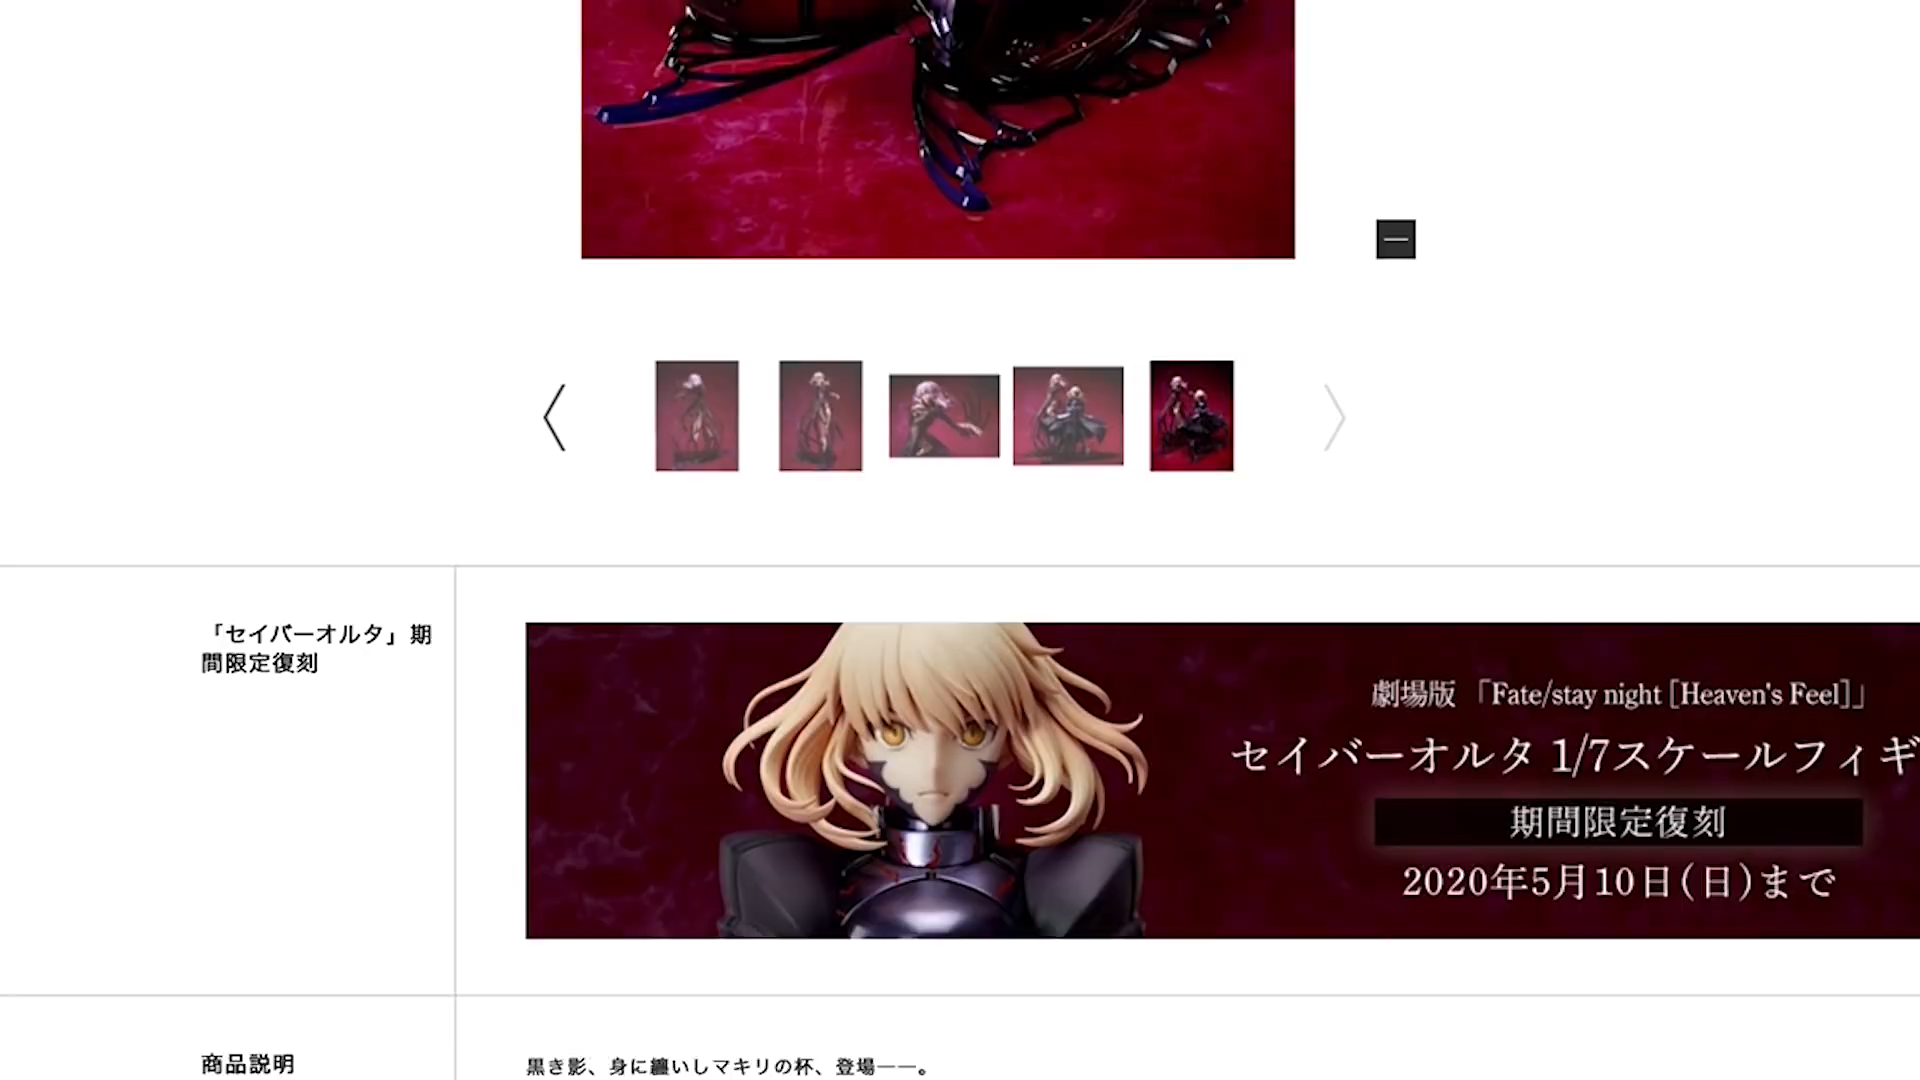 「セイバーオルタ」期
間限定復刻
劇場版 「Fate/stay night [Heaven's Feel]」
セイバーオルタ 1/7スケールフィギ
期間限定復刻
2020年5月10日(日)まで
商品説明
黒き影、身に纏いしマキリの杯、登場――。